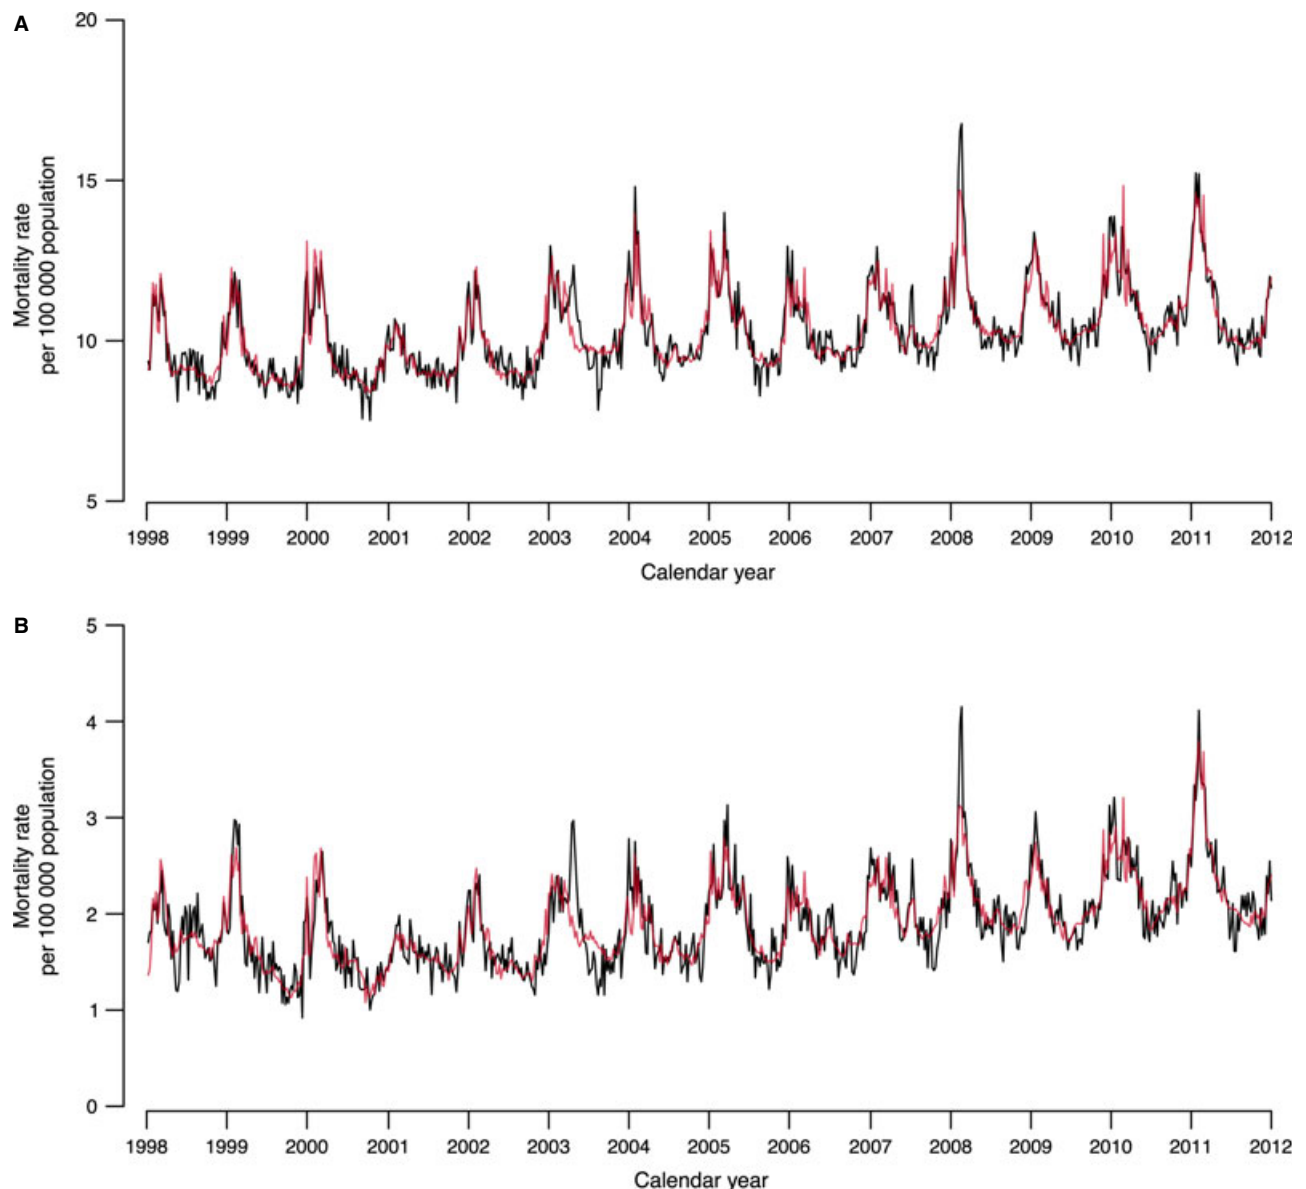 A
20
15
10
5
Mortality rate
per 100 000 population
1998 1999 2000 2001 2002 2003 2004 2005 2006 2007 2008 2009 2010 2011 2012
Calendar year
B
5
4
3
2
1
0
Mortality rate
per 100 000 population
1998 1999 2000 2001 2002 2003 2004 2005 2006 2007 2008 2009 2010 2011 2012
Calendar year